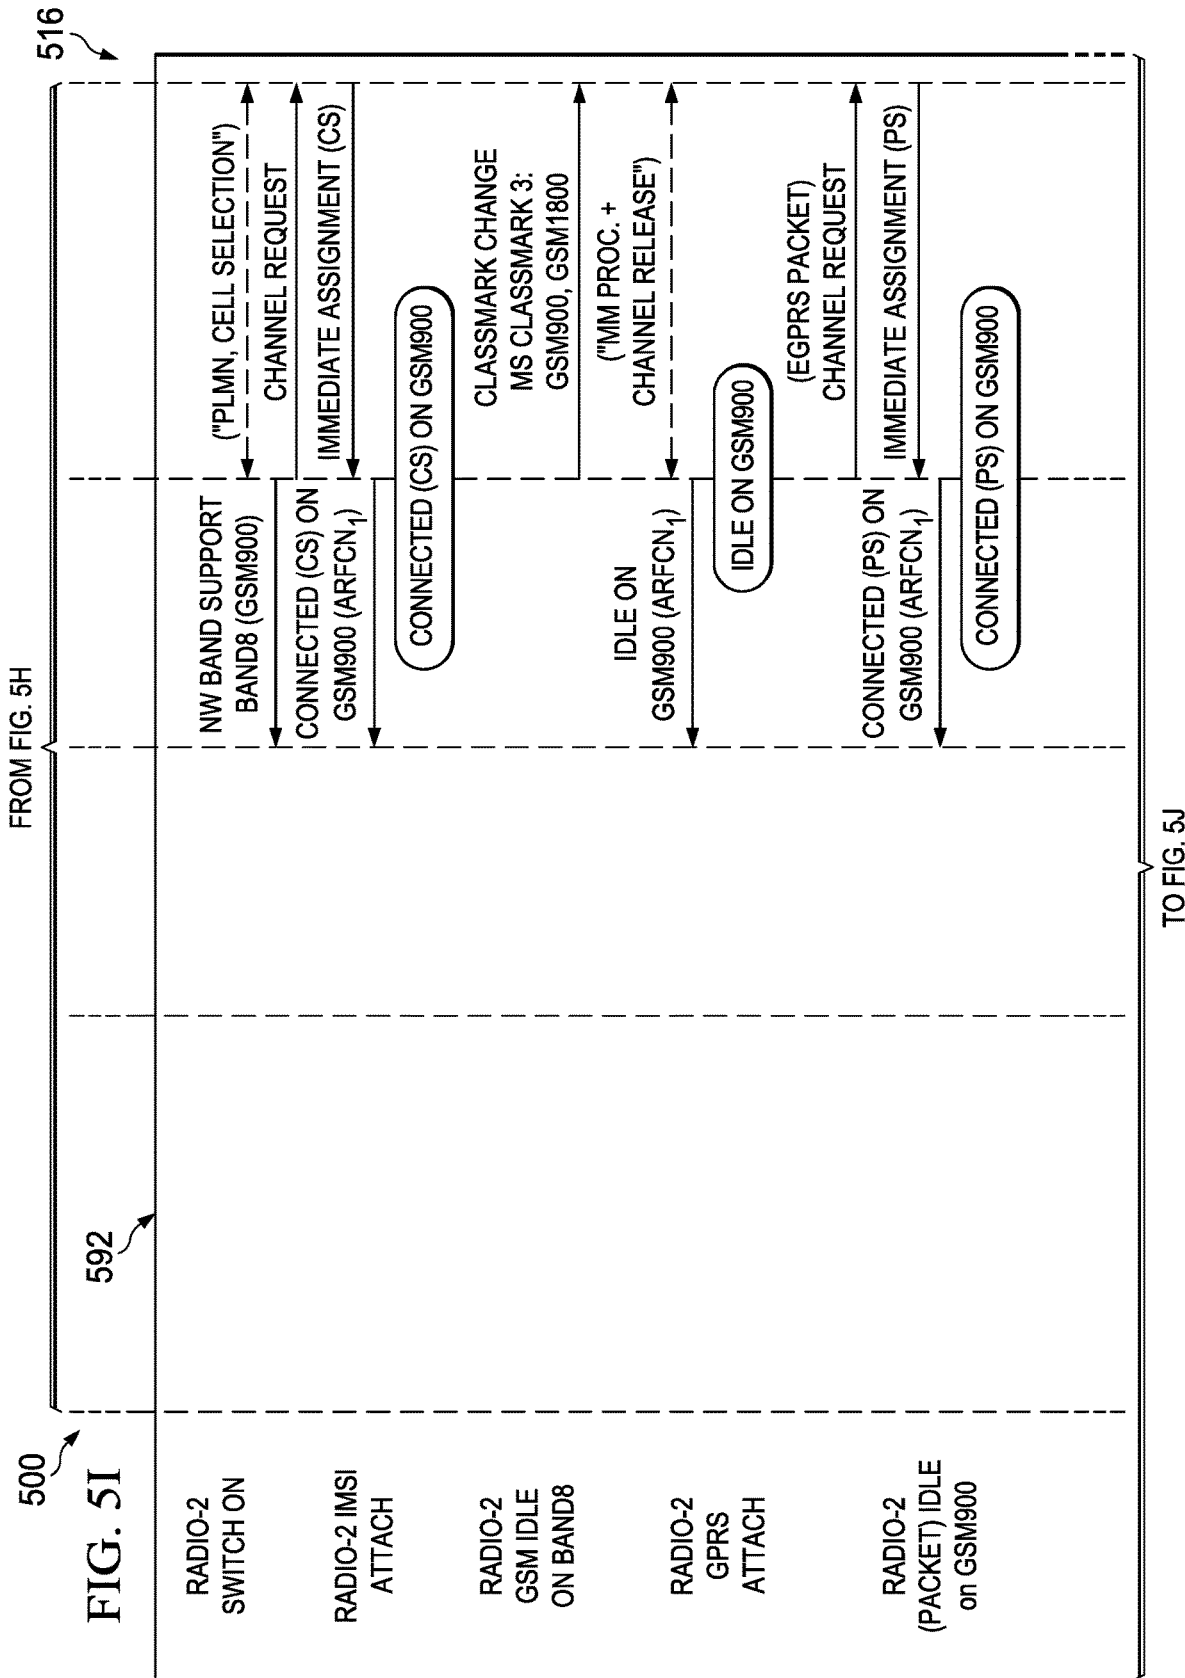 FIG. 5I
500
FROM FIG. 5H
516
592
RADIO-2
SWITCH ON
RADIO-2 IMSI
ATTACH
RADIO-2
GSM IDLE
ON BAND8
RADIO-2
GPRS
ATTACH
RADIO-2
(PACKET) IDLE
on GSM900
("PLMN, CELL SELECTION")
NW BAND SUPPORT
BAND8 (GSM900)
CHANNEL REQUEST
IMMEDIATE ASSIGNMENT (CS)
CONNECTED (CS) ON
GSM900 (ARFCN1)
CONNECTED (CS) ON GSM900
CLASSMARK CHANGE
MS CLASSMARK 3:
GSM900, GSM1800
("MM PROC. +
CHANNEL RELEASE")
IDLE ON
GSM900 (ARFCN1)
IDLE ON GSM900
(EGPRS PACKET)
CHANNEL REQUEST
IMMEDIATE ASSIGNMENT (PS)
CONNECTED (PS) ON
GSM900 (ARFCN1)
CONNECTED (PS) ON GSM900
TO FIG. 5J